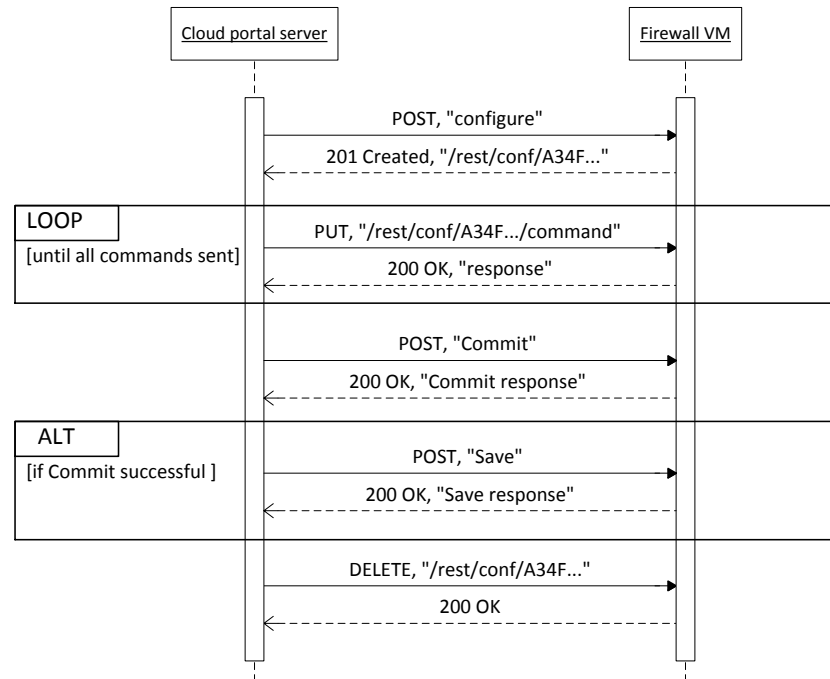 Cloud portal server
Firewall VM
POST, "configure"
201 Created, "/rest/conf/A34F..."
LOOP
[until all commands sent]
PUT, "/rest/conf/A34F.../command"
200 OK, "response"
POST, "Commit"
200 OK, "Commit response"
ALT
[if Commit successful ]
POST, "Save"
200 OK, "Save response"
DELETE, "/rest/conf/A34F..."
200 OK